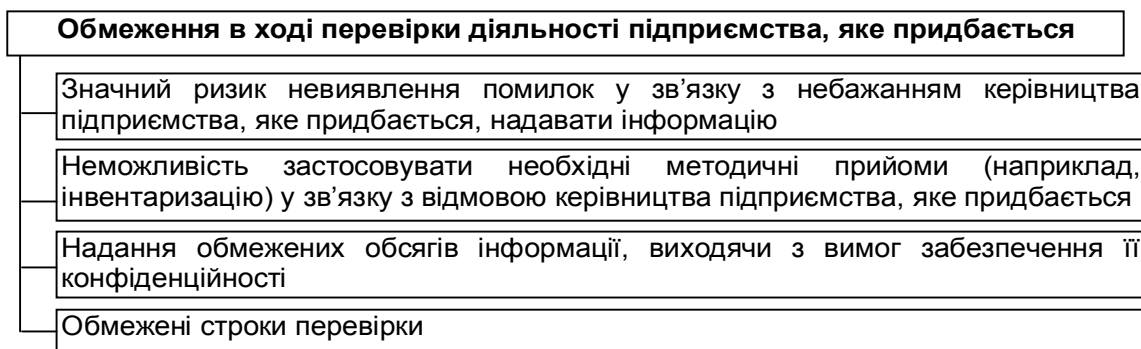 Обмеження в ході перевірки діяльності підприємства, яке придбається
Значний ризик невиявлення помилок у зв’язку з небажанням керівництва
підприємства, яке придбається, надавати інформацію
Неможливість застосовувати необхідні методичні прийоми (наприклад,
інвентаризацію) у зв’язку з відмовою керівництва підприємства, яке придбається
Надання обмежених обсягів інформації, виходячи з вимог забезпечення її
конфіденційності
Обмежені строки перевірки